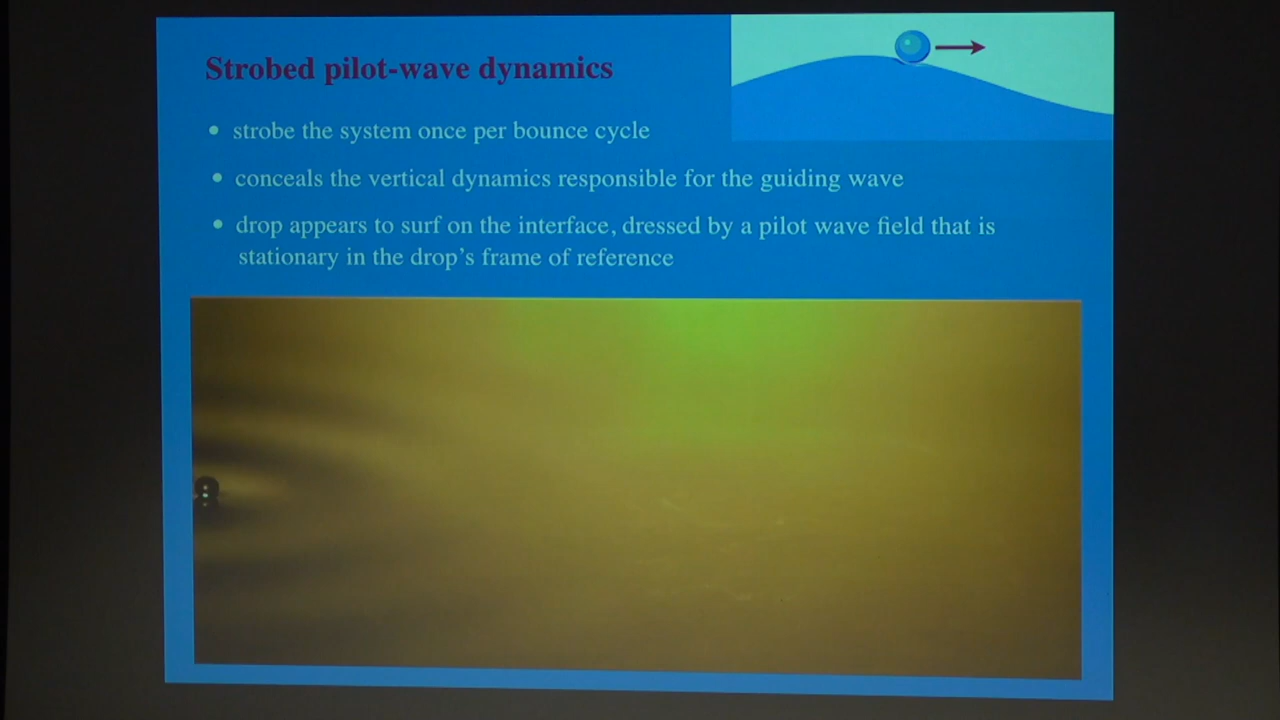 Strobed pilot-wave dynamics
• strobe the system once per bounce cycle
• conceals the vertical dynamics responsible for the guiding wave
• drop appears to surf on the interface, dressed by a pilot wave field that is
stationary in the drop's frame of reference